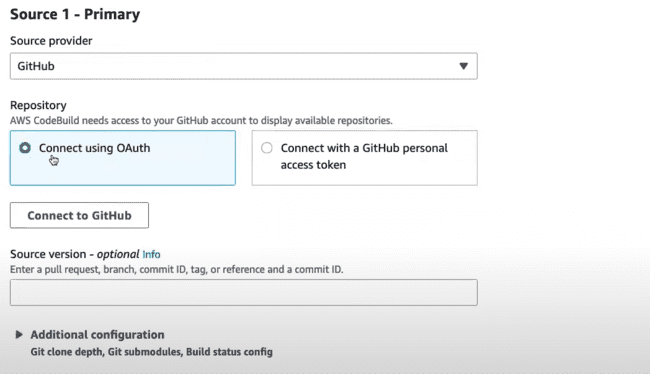 Source 1 - Primary
Source provider
GitHub
Repository
AWS CodeBuild needs access to your GitHub account to display available repositories.
Connect using OAuth
Connect with a GitHub personal
access token
Connect to GitHub
Source version - optional Info
Enter a pull request, branch, commit ID, tag, or reference and a commit ID.
Additional configuration
Git clone depth, Git submodules, Build status config